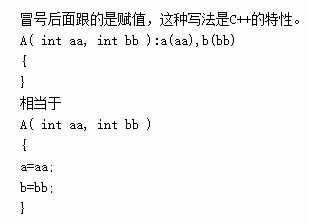 冒号后面跟的是赋值，这种写法是C++的特性。
A( int aa, int bb ):a(aa),b(bb)
{
}
相当于
A( int aa, int bb )
{
a=aa;
b=bb;
}